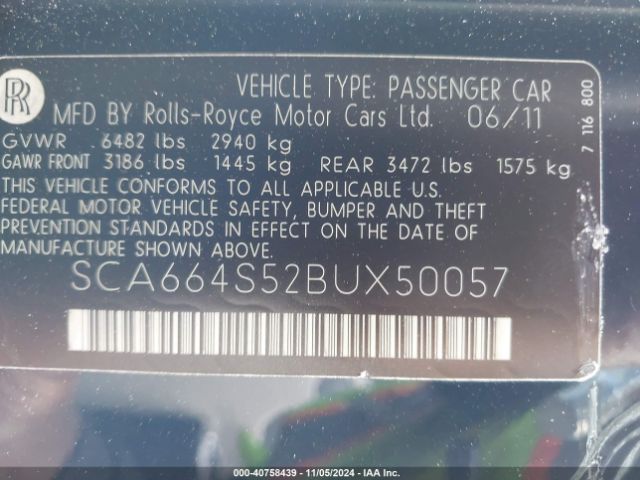 RR
VEHICLE TYPE: PASSENGER CAR
MFD BY Rolls-Royce Motor Cars Ltd. 06/11
GVWR 6482 lbs 2940 kg
GAWR FRONT 3186 lbs 1445 kg REAR 3472 lbs 1575 kg
THIS VEHICLE CONFORMS TO ALL APPLICABLE U.S.
FEDERAL MOTOR VEHICLE SAFETY, BUMPER AND THEFT
PREVENTION STANDARDS IN EFFECT ON THE DATE OF
MANUFACTURE SHOWN ABOVE.
SCA664S52BUX50057
7 116 800
000-40758439 • 11/05/2024 • IAA Inc.